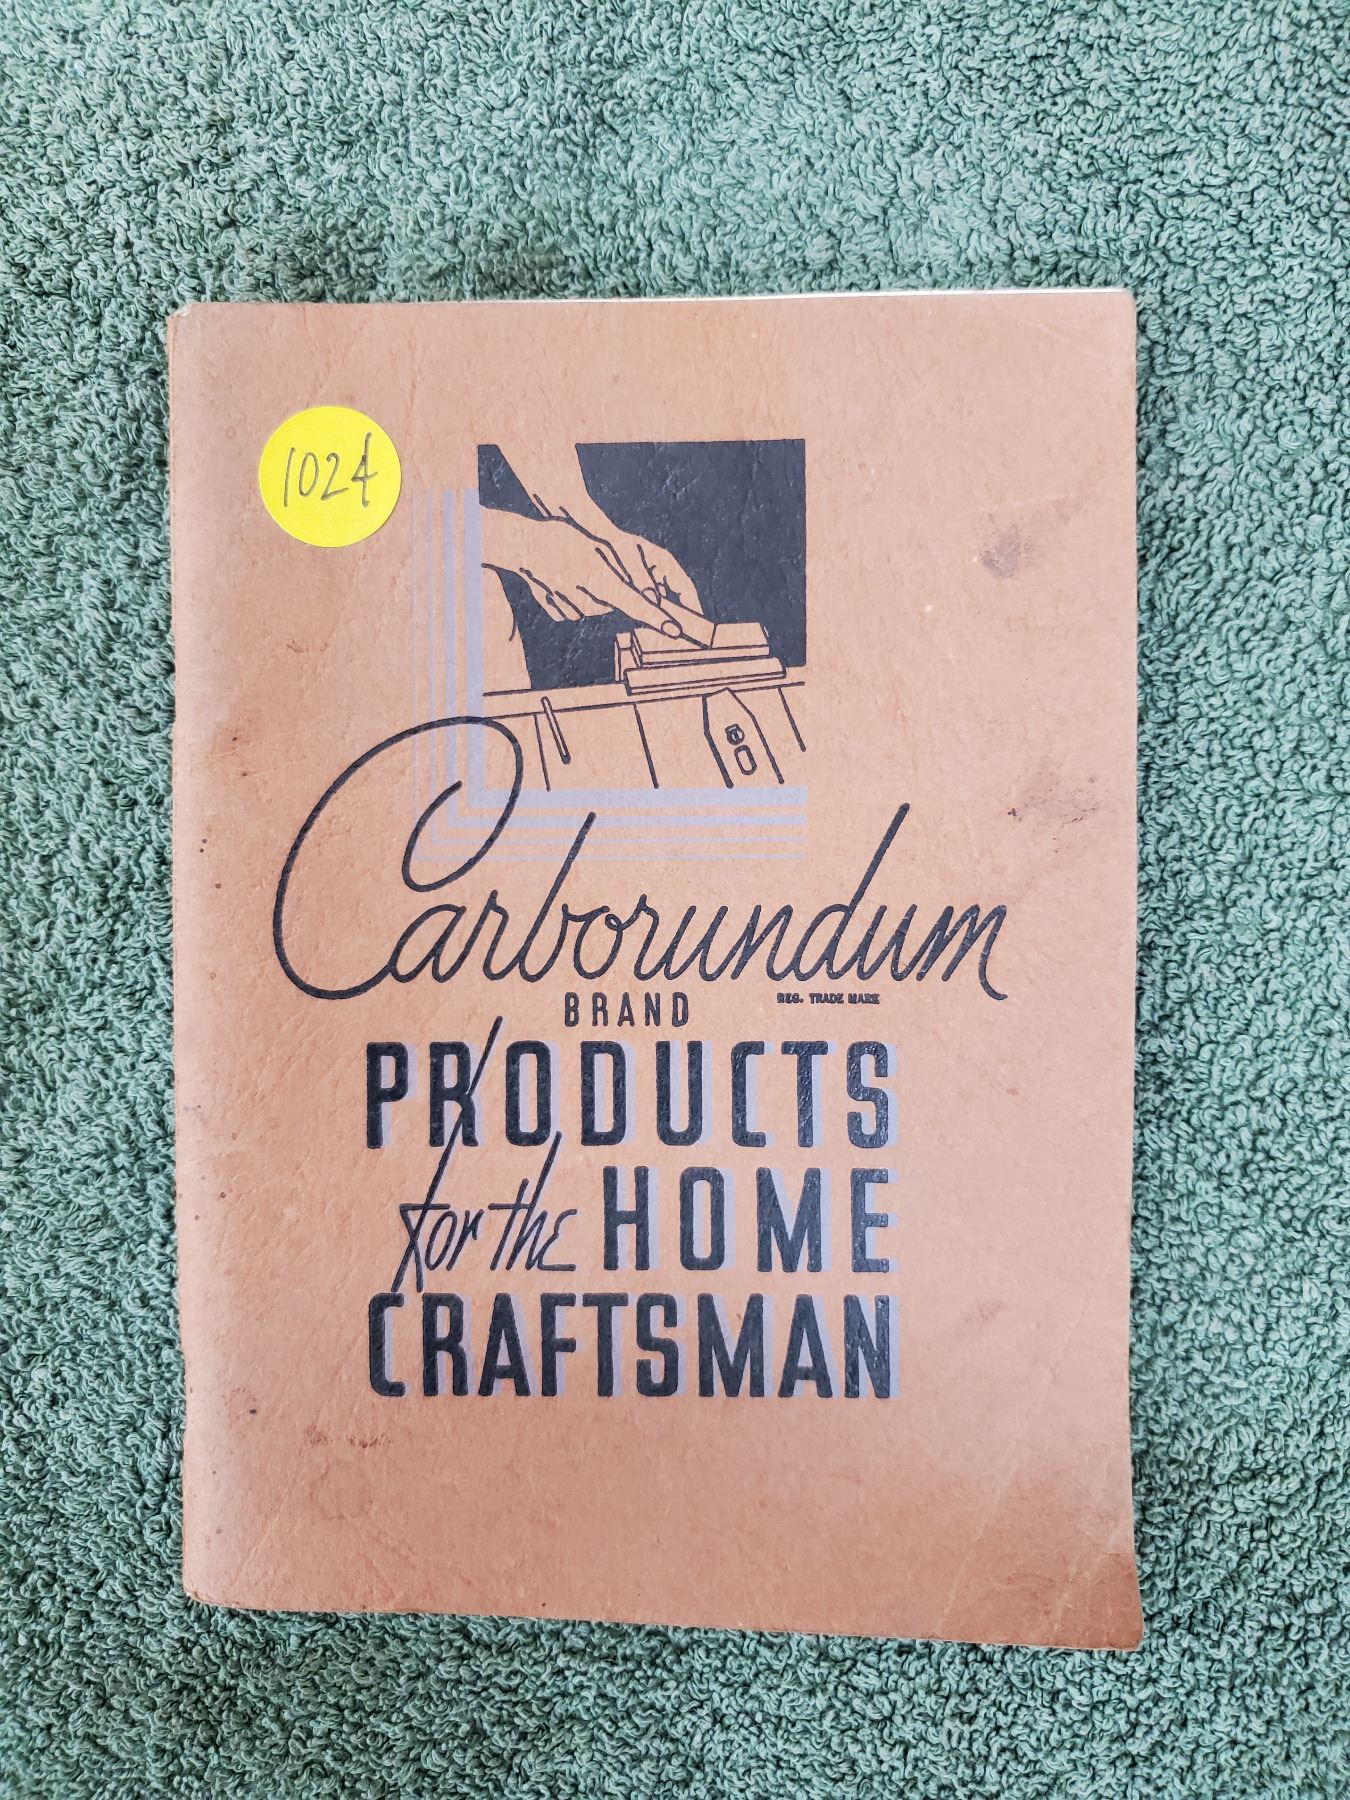 1024
Carborundum
BRAND
REG. TRADE MARK
PRODUCTS
for the HOME
CRAFTSMAN